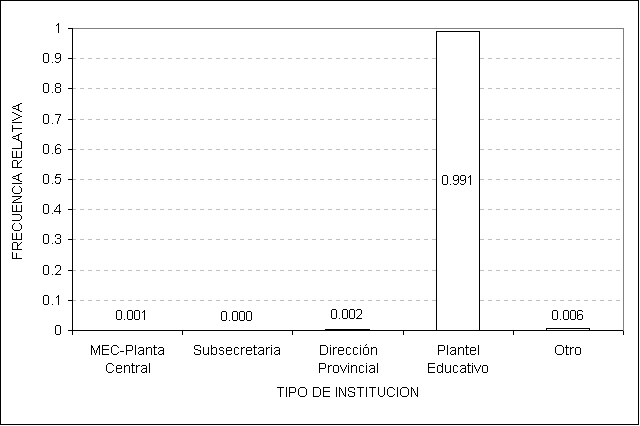 FRECUENCIA RELATIVA
1
0.9
0.8
0.7
0.6
0.5
0.4
0.3
0.2
0.1
0
0.001
0.000
0.002
0.991
0.006
MEC-Planta
Central
Subsecretaria
Dirección
Provincial
Plantel
Educativo
Otro
TIPO DE INSTITUCION